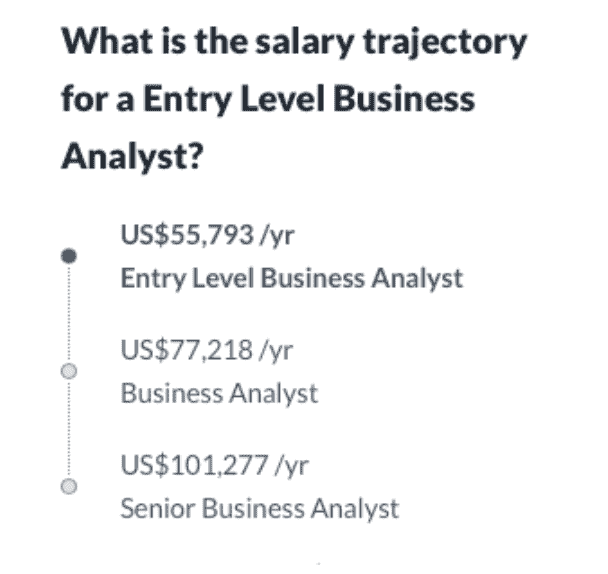 What is the salary trajectory
for a Entry Level Business
Analyst?
US$55,793 /yr
Entry Level Business Analyst
US$77,218 /yr
Business Analyst
US$101,277 /yr
Senior Business Analyst